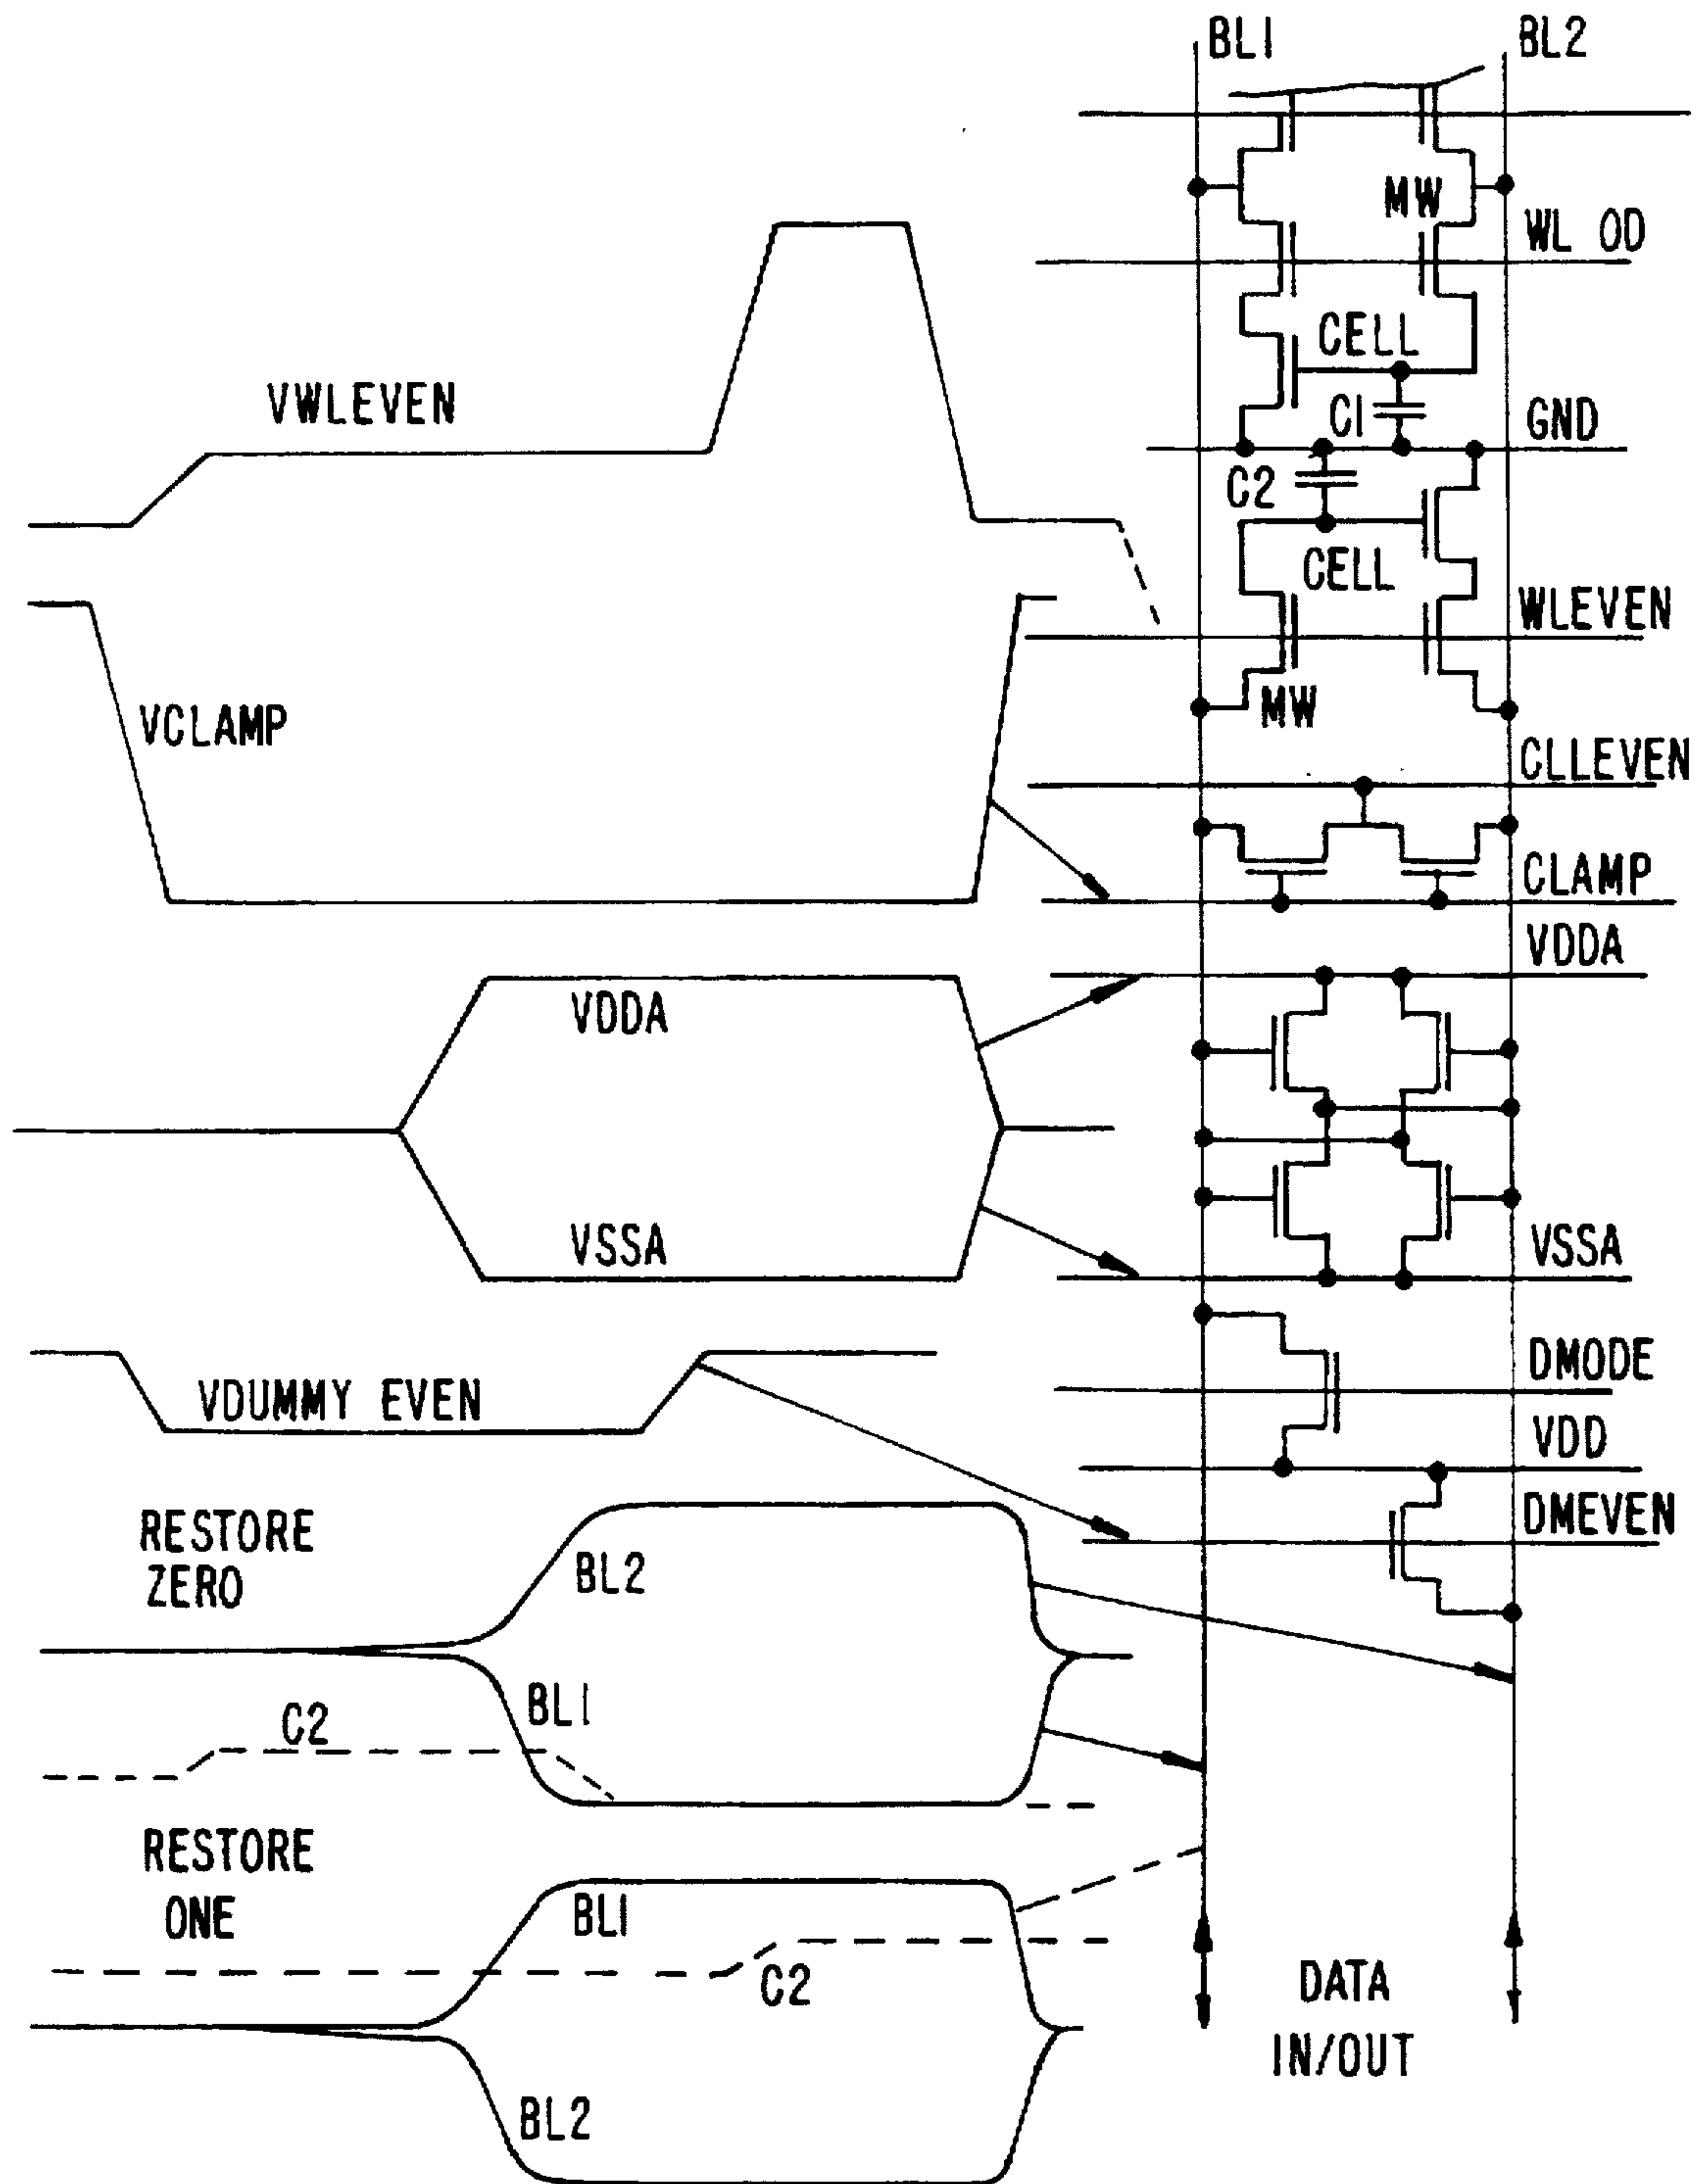 BL1
BL2
MW
WL OD
CELL
C1
GND
C2
CELL
VWLEVEN
WLEVEN
MW
VCLAMP
CLLEVEN
CLAMP
VDDA
VDDA
VSSA
VSSA
DMODE
VDUMMY EVEN
VDD
DMEVEN
RESTORE
ZERO
BL2
BL1
C2
RESTORE
ONE
BL1
C2
BL2
DATA
IN/OUT